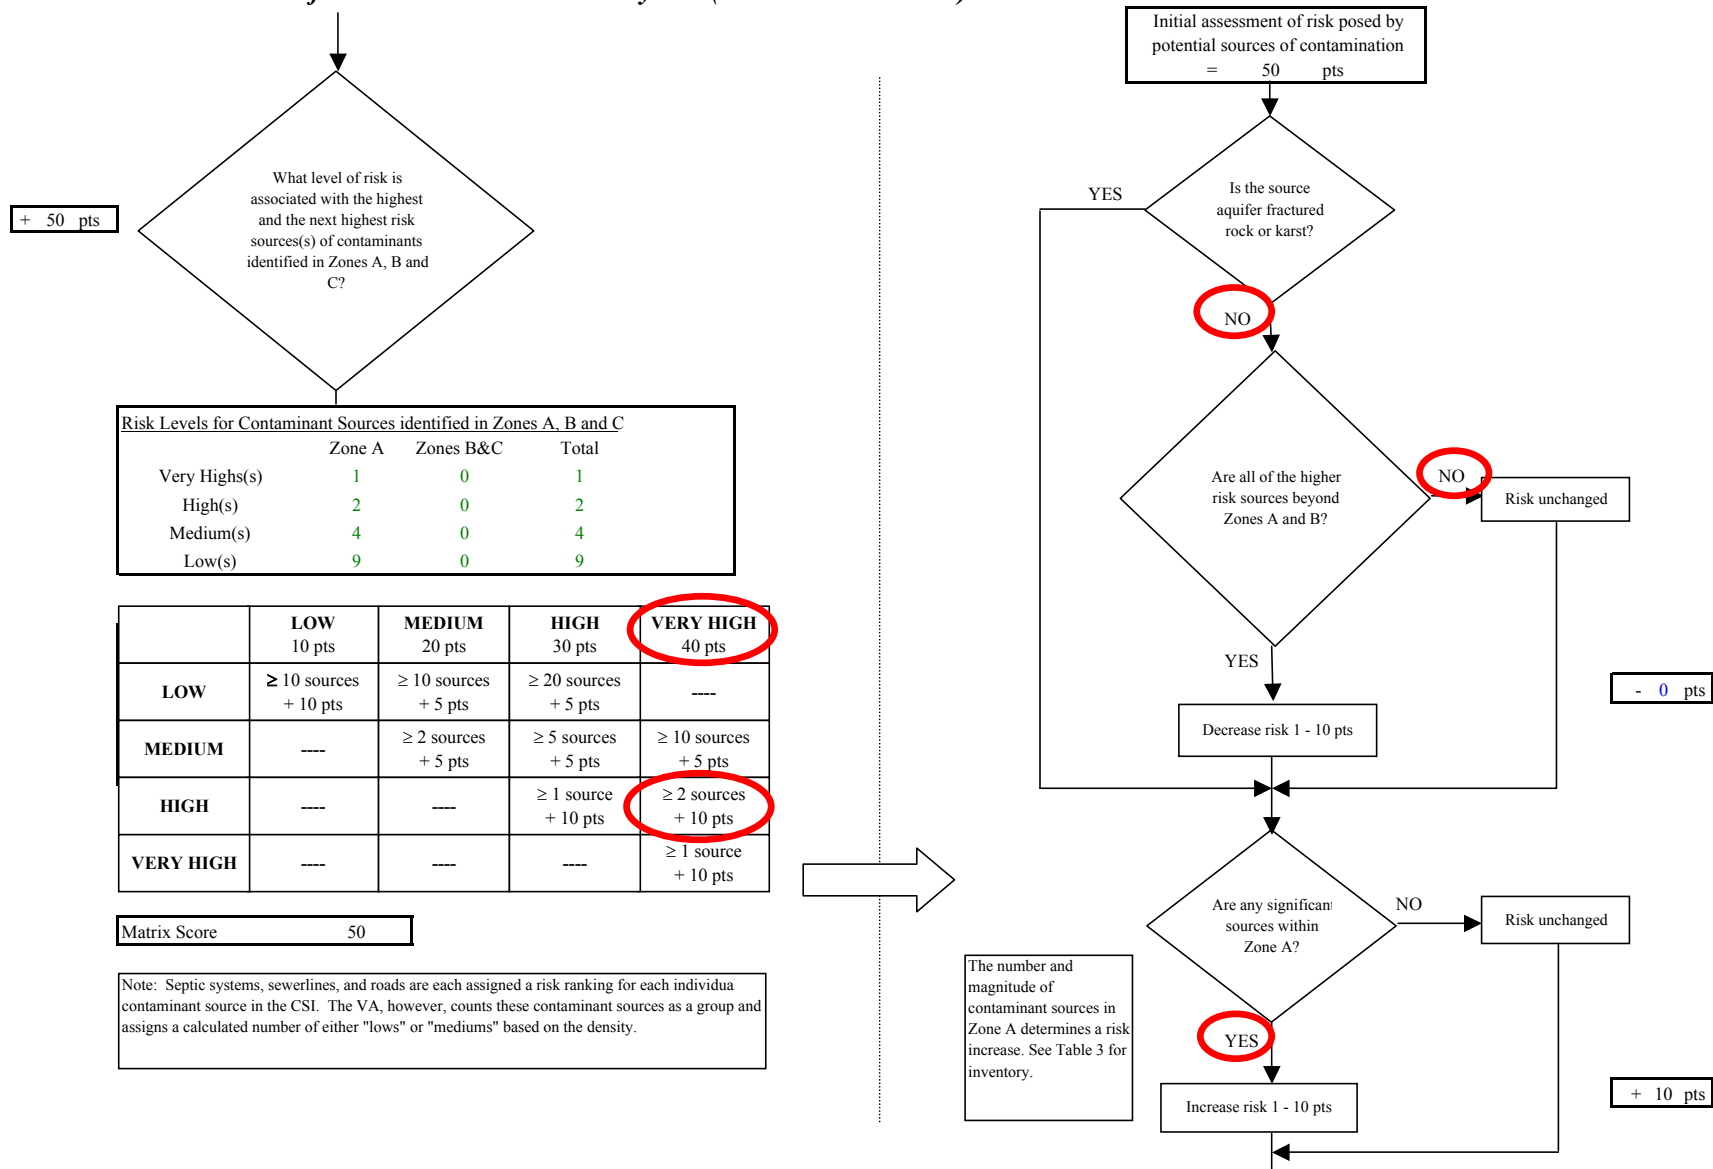 + 50 pts
What level of risk is
associated with the highest
and the next highest risk
sources(s) of contaminants
identified in Zones A, B and
C?
Risk Levels for Contaminant Sources identified in Zones A, B and C
Zone A Zones B&C Total
Very Highs(s) 1 0 1
High(s) 2 0 2
Medium(s) 4 0 4
Low(s) 9 0 9
LOW MEDIUM HIGH VERY HIGH
10 pts 20 pts 30 pts 40 pts
LOW ≥ 10 sources ≥ 10 sources ≥ 20 sources ----
+ 10 pts + 5 pts + 5 pts
MEDIUM ---- ≥ 2 sources ≥ 5 sources ≥ 10 sources
+ 5 pts + 5 pts + 5 pts
HIGH ---- ---- ≥ 1 source ≥ 2 sources
+ 10 pts + 10 pts
VERY HIGH ---- ---- ---- ≥ 1 source
+ 10 pts
Matrix Score 50
Note: Septic systems, sewerlines, and roads are each assigned a risk ranking for each individua
contaminant source in the CSI. The VA, however, counts these contaminant sources as a group and
assigns a calculated number of either "lows" or "mediums" based on the density.
Initial assessment of risk posed by
potential sources of contamination
= 50 pts
YES
Is the source
aquifer fractured
rock or karst?
NO
Are all of the higher
risk sources beyond
Zones A and B?
NO
Risk unchanged
YES
- 0 pts
Decrease risk 1 - 10 pts
Are any significant
sources within
Zone A?
NO
Risk unchanged
The number and
magnitude of
contaminant sources in
Zone A determines a risk
increase. See Table 3 for
inventory.
YES
+ 10 pts
Increase risk 1 - 10 pts